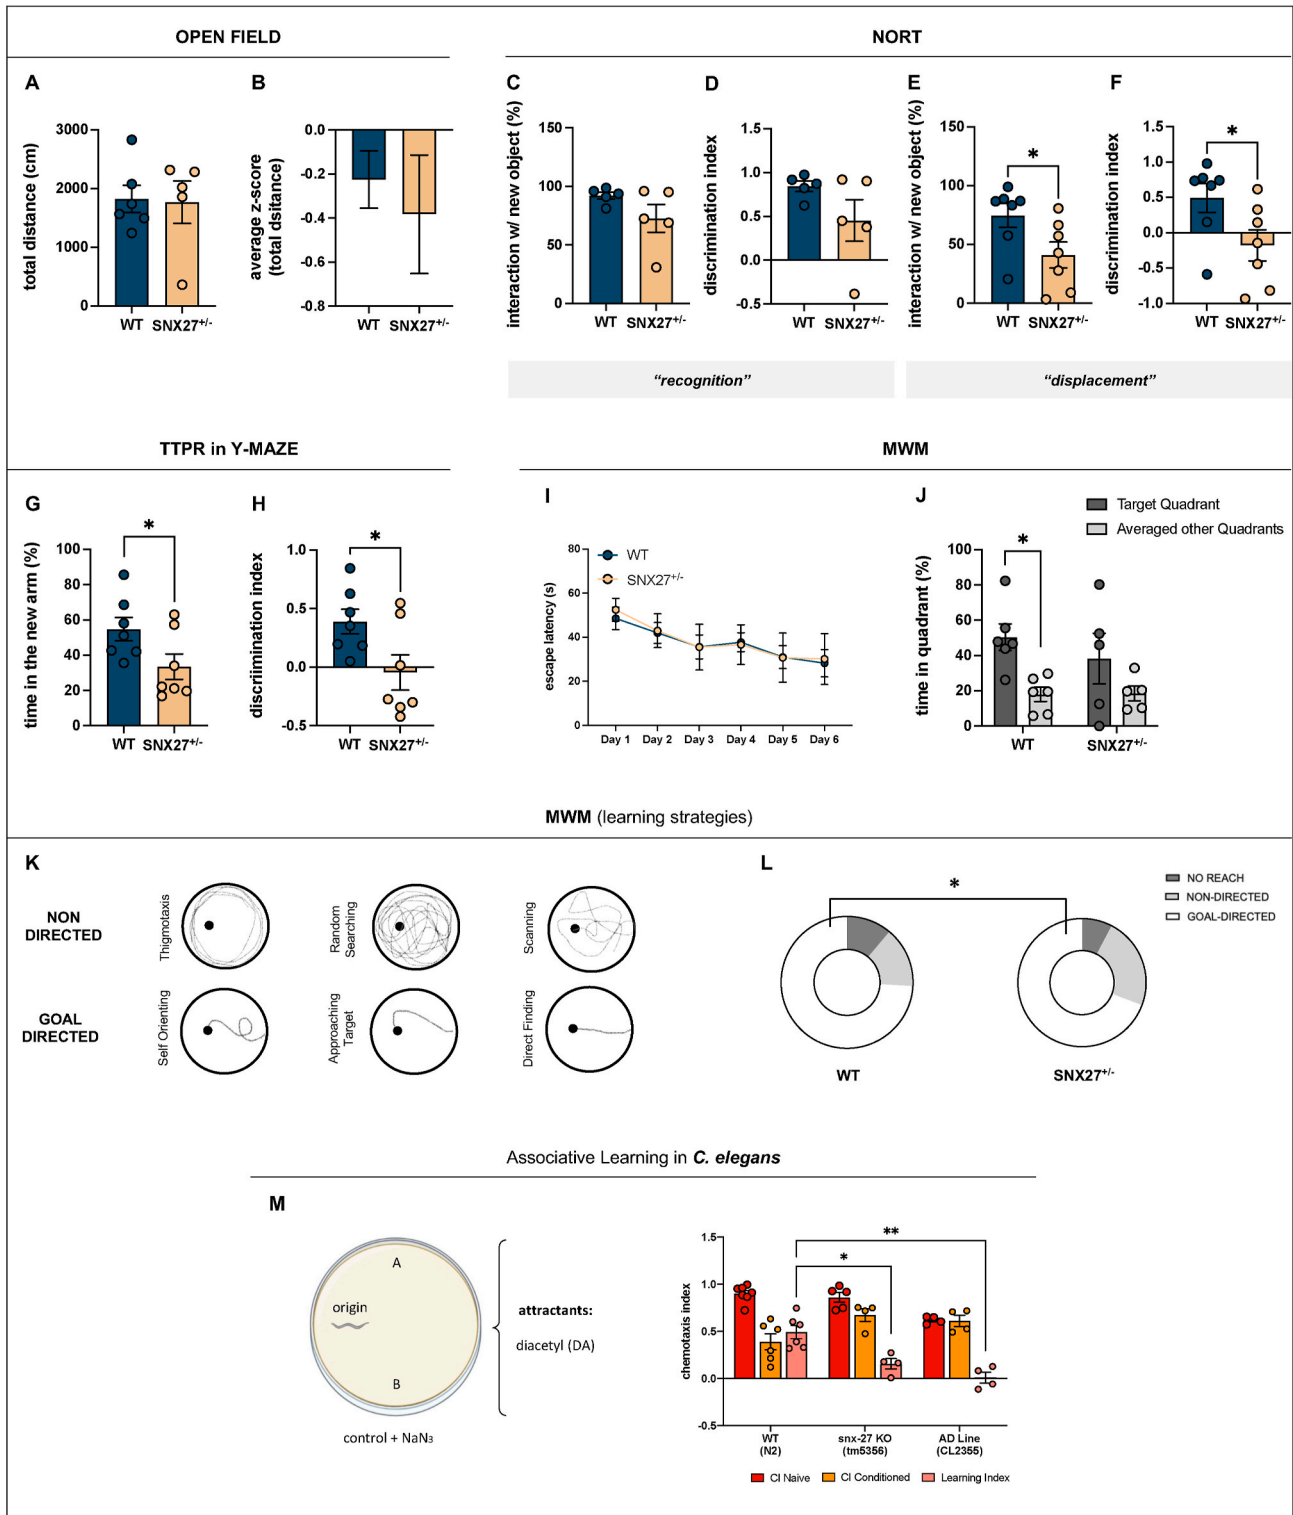 OPEN FIELD
NORT
A
B
C
D
E
F
total distance (cm)
3000
2000
1000
0
WT SNX27+/-
average z-score
(total dsitance)
0.0
-0.2
-0.4
-0.6
-0.8
WT SNX27+/-
interaction w/ new object (%)
150
100
50
0
WT SNX27+/-
discrimination index
1.5
1.0
0.5
0.0
-0.5
WT SNX27+/-
interaction w/ new object (%)
150
100
50
0
*
WT SNX27+/-
discrimination index
1.5
1.0
0.5
0.0
-0.5
-1.0
*
WT SNX27+/-
“recognition”
“displacement”
TTPR in Y-MAZE
MWM
G
H
I
J
time in the new arm (%)
100
80
60
40
20
0
*
WT SNX27+/-
discrimination index
1.0
0.5
0.0
-0.5
*
WT SNX27+/-
escape latency (s)
80
60
40
20
0
WT
SNX27+/-
Day 1 Day 2 Day 3 Day 4 Day 5 Day 6
Target Quadrant
Averaged other Quadrants
time in quadrant (%)
100
80
60
40
20
0
*
WT SNX27+/-
MWM (learning strategies)
K
L
NON
DIRECTED
Thigmotaxis
Random
Searching
Scanning
GOAL
DIRECTED
Self Orienting
Approaching
Target
Direct Finding
*
NO REACH
NON-DIRECTED
GOAL-DIRECTED
WT
SNX27+/-
Associative Learning in C. elegans
M
A
origin
B
control + NaN3
attractants:
diacetyl (DA)
chemotaxis index
1.5
1.0
0.5
0.0
-0.5
**
*
WT
(N2)
snx-27 KO
(tm5356)
AD Line
(CL2355)
CI Naive
CI Conditioned
Learning Index